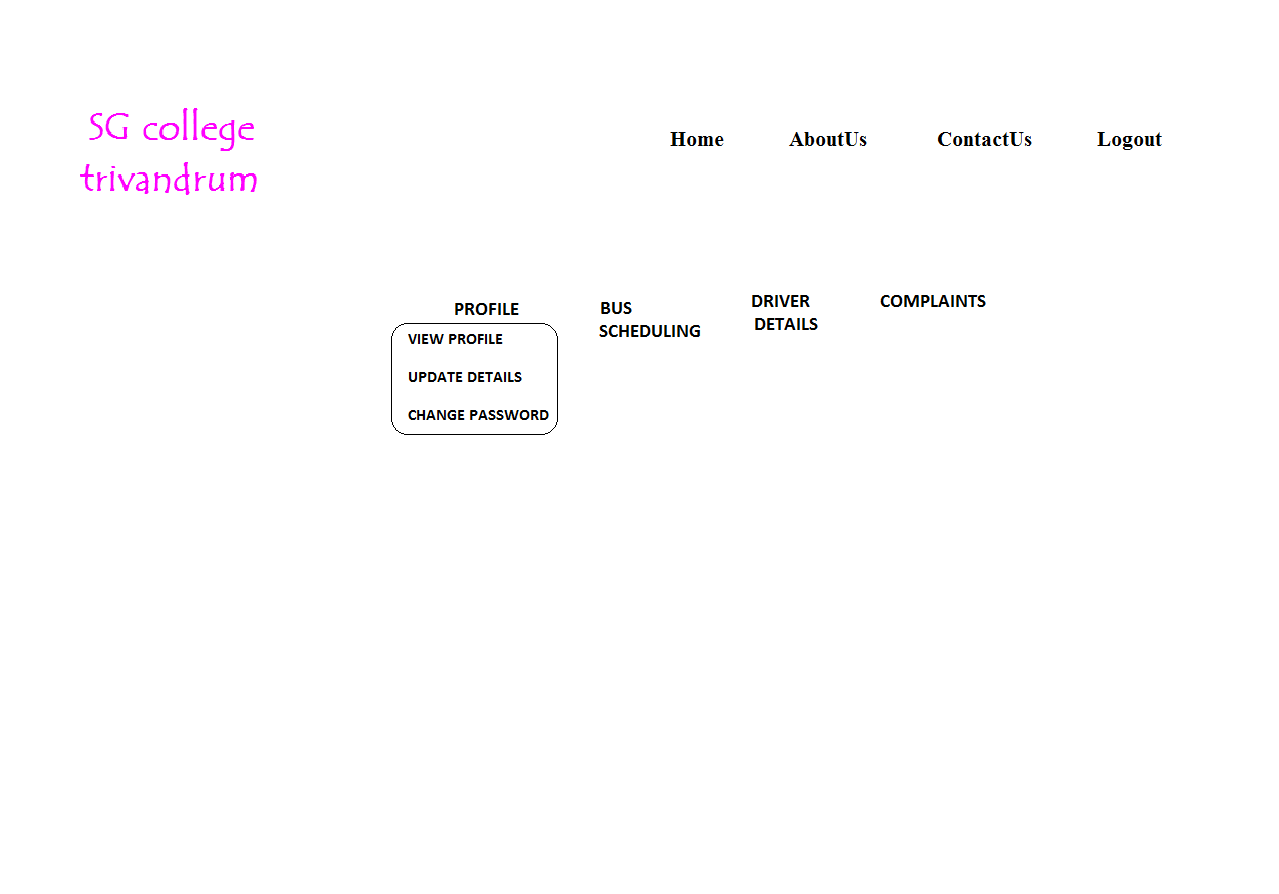 SG college
trivandrum
Home AboutUs ContactUs Logout
PROFILE
BUS
SCHEDULING
DRIVER
DETAILS
COMPLAINTS
VIEW PROFILE
UPDATE DETAILS
CHANGE PASSWORD